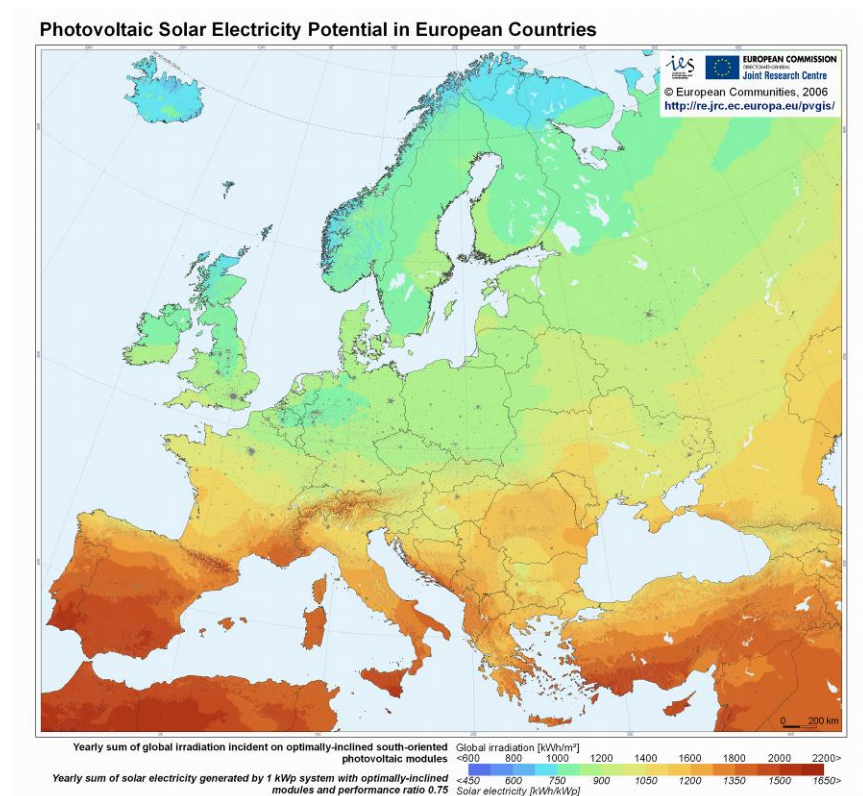 Photovoltaic Solar Electricity Potential in European Countries
ies
EUROPEAN COMMISSION
DIRECTORATE-GENERAL
Joint Research Centre
© European Communities, 2006
http://re.jrc.ec.europa.eu/pvgis/
0 200 km
Yearly sum of global irradiation incident on optimally-inclined south-oriented
photovoltaic modules
Global irradiation [kWh/m²]
<600 800 1000 1200 1400 1600 1800 2000 2200>
Yearly sum of solar electricity generated by 1 kWp system with optimally-inclined
modules and performance ratio 0.75
<450 600 750 900 1050 1200 1350 1500 1650>
Solar electricity [kWh/kWp]